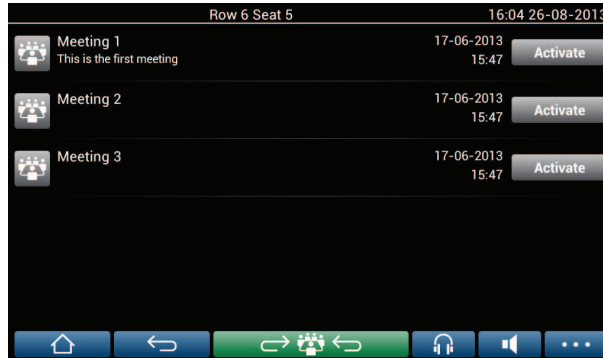 Row 6 Seat 5 16:04 26-08-2013
Meeting 1 17-06-2013
This is the first meeting 15:47 Activate
Meeting 2 17-06-2013
15:47 Activate
Meeting 3 17-06-2013
15:47 Activate